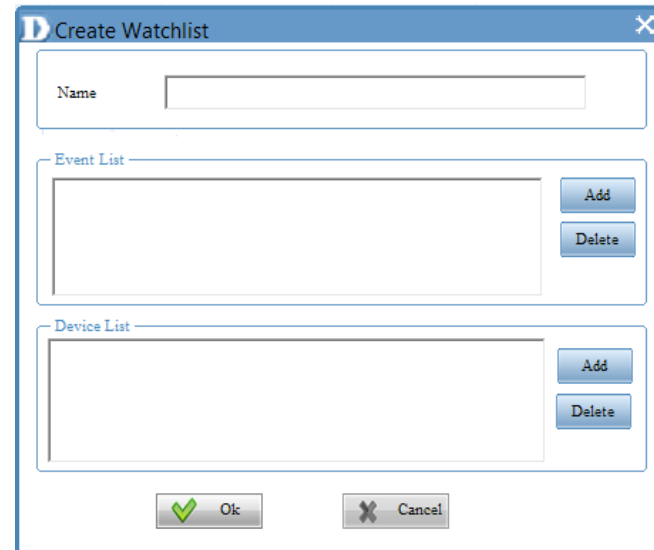 D Create Watchlist
Name
Event List
Add
Delete
Device List
Add
Delete
Ok
Cancel